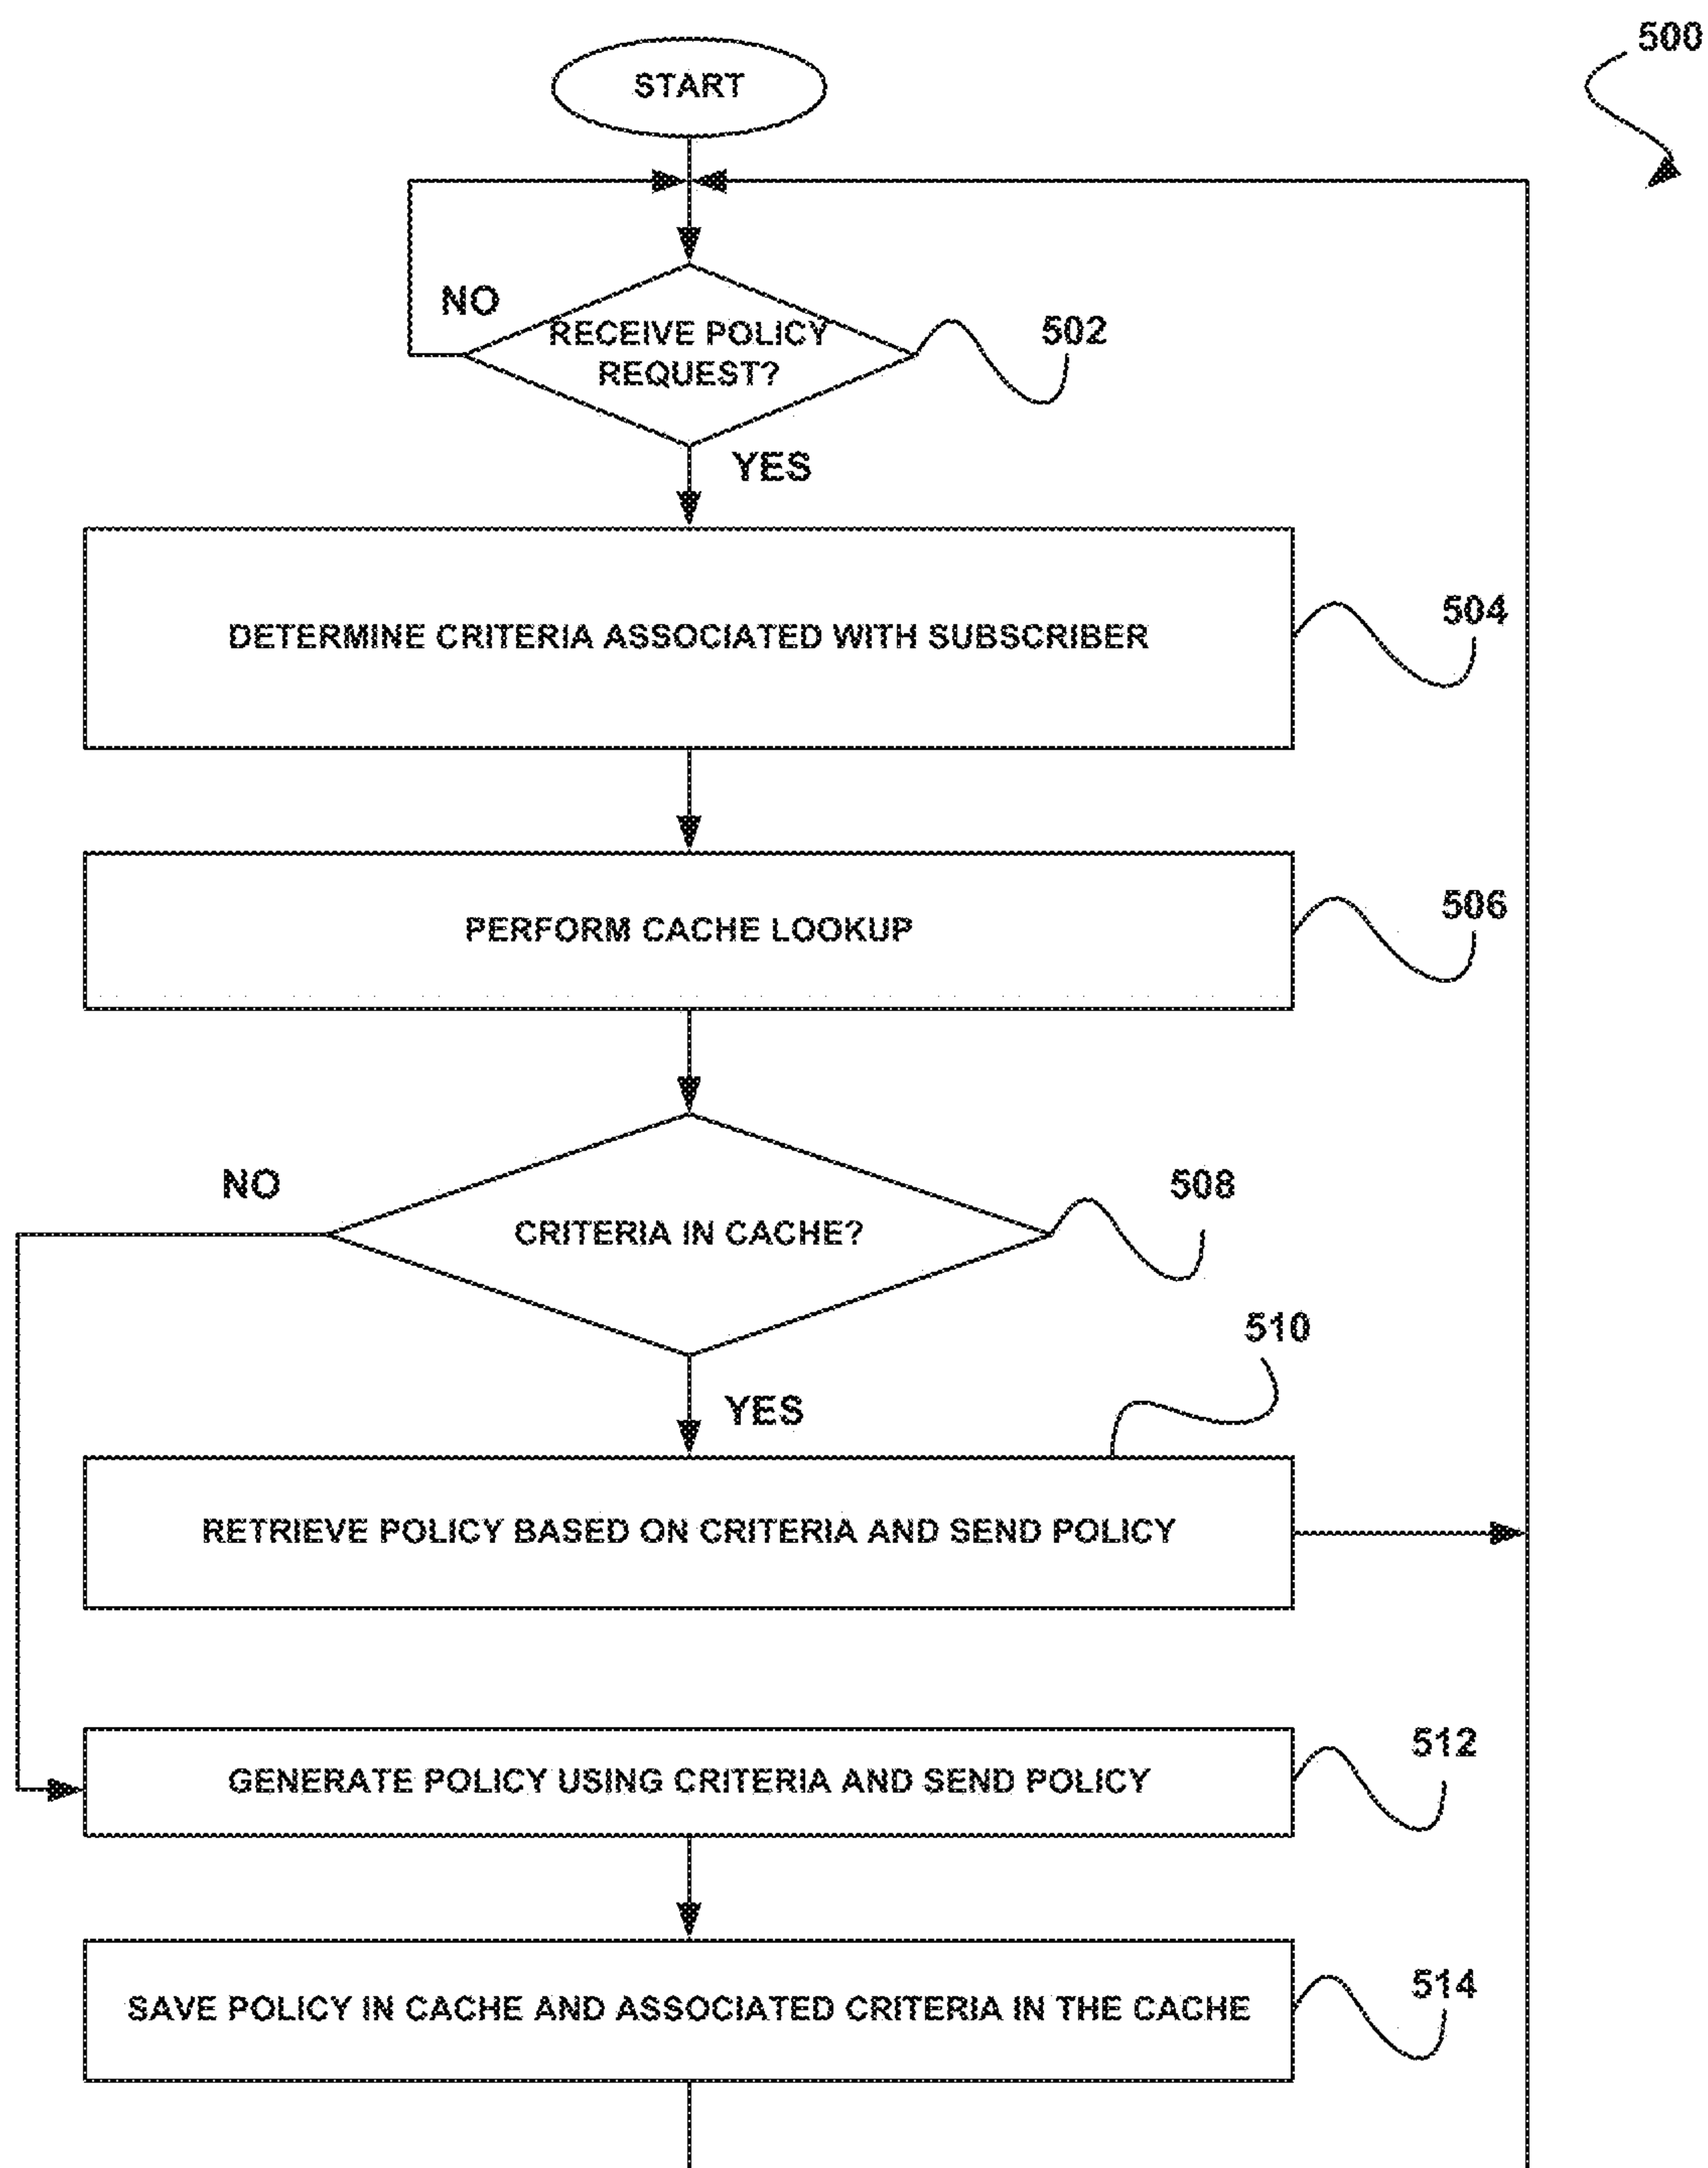 500
START
NO
RECEIVE POLICY
REQUEST?
502
YES
DETERMINE CRITERIA ASSOCIATED WITH SUBSCRIBER
504
PERFORM CACHE LOOKUP
506
NO
CRITERIA IN CACHE?
508
510
YES
RETRIEVE POLICY BASED ON CRITERIA AND SEND POLICY
512
GENERATE POLICY USING CRITERIA AND SEND POLICY
514
SAVE POLICY IN CACHE AND ASSOCIATED CRITERIA IN THE CACHE